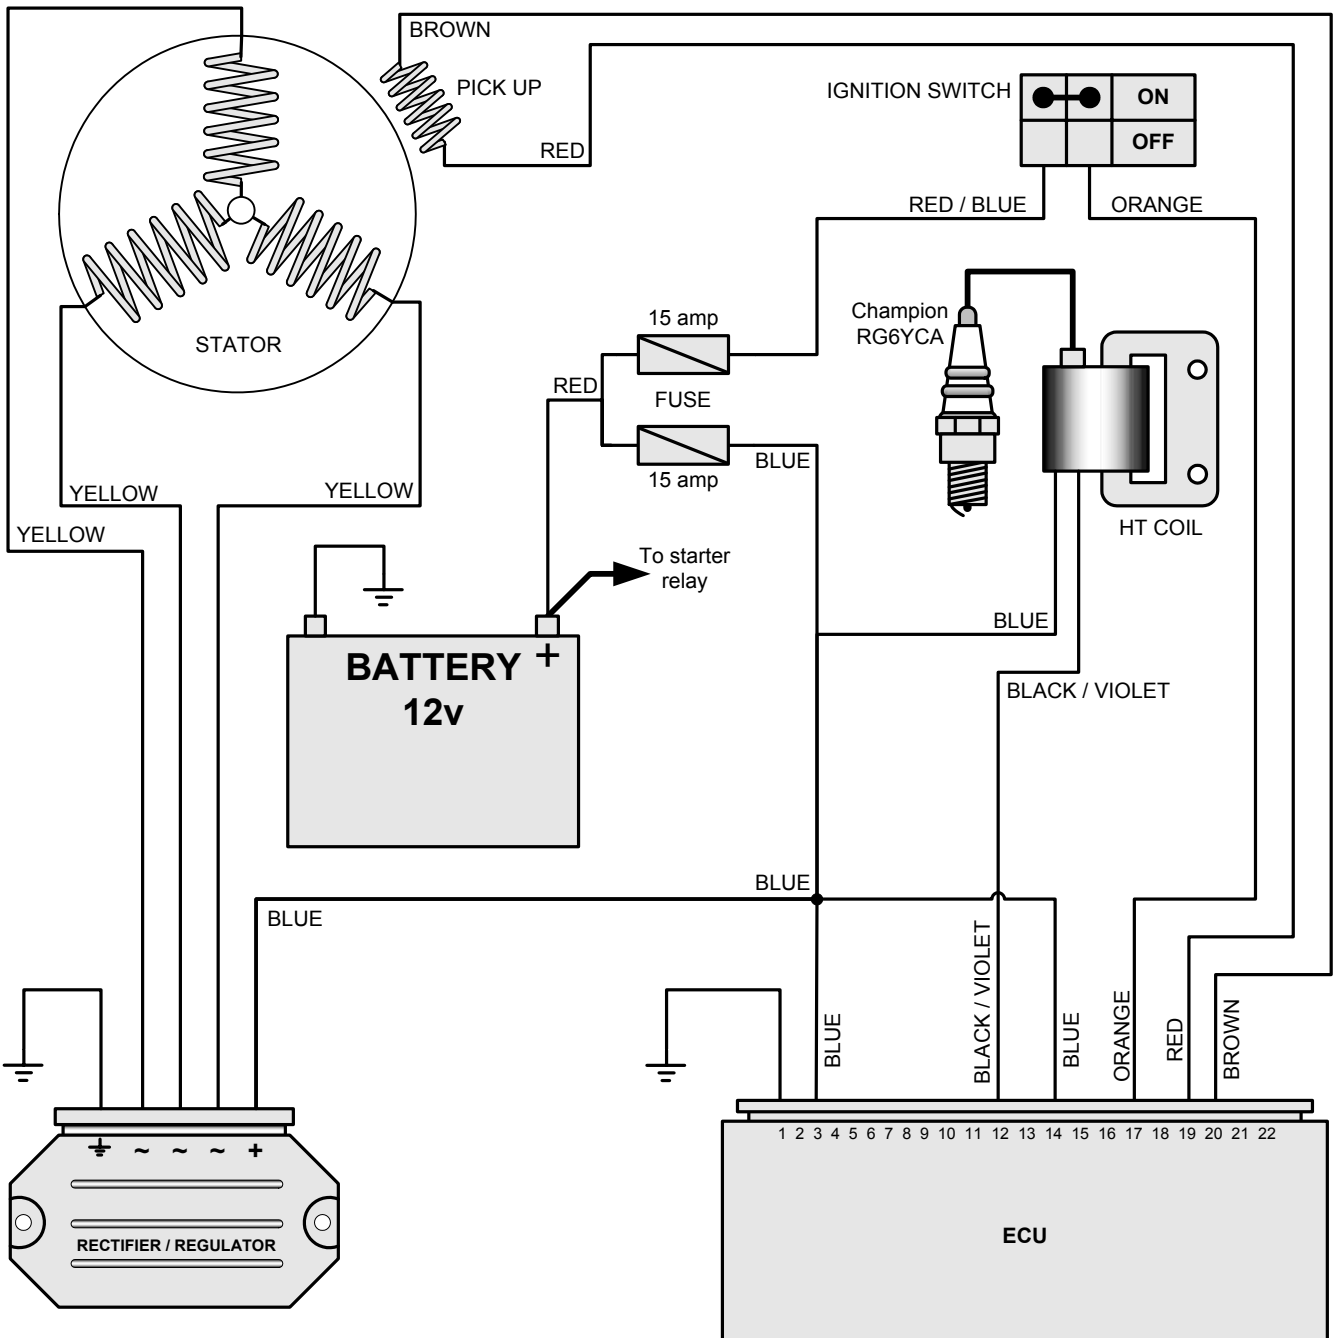 BROWN
PICK UP
RED
IGNITION SWITCH
ON
OFF
RED / BLUE
ORANGE
STATOR
15 amp
Champion
RG6YCA
RED
FUSE
BLUE
15 amp
YELLOW
YELLOW
YELLOW
HT COIL
To starter
relay
BLUE
BATTERY +
12v
BLACK / VIOLET
BLUE
BLUE
BLUE
BLACK / VIOLET
BLUE
ORANGE
RED
BROWN
~ ~ ~ +
RECTIFIER / REGULATOR
1 2 3 4 5 6 7 8 9 10 11 12 13 14 15 16 17 18 19 20 21 22
ECU